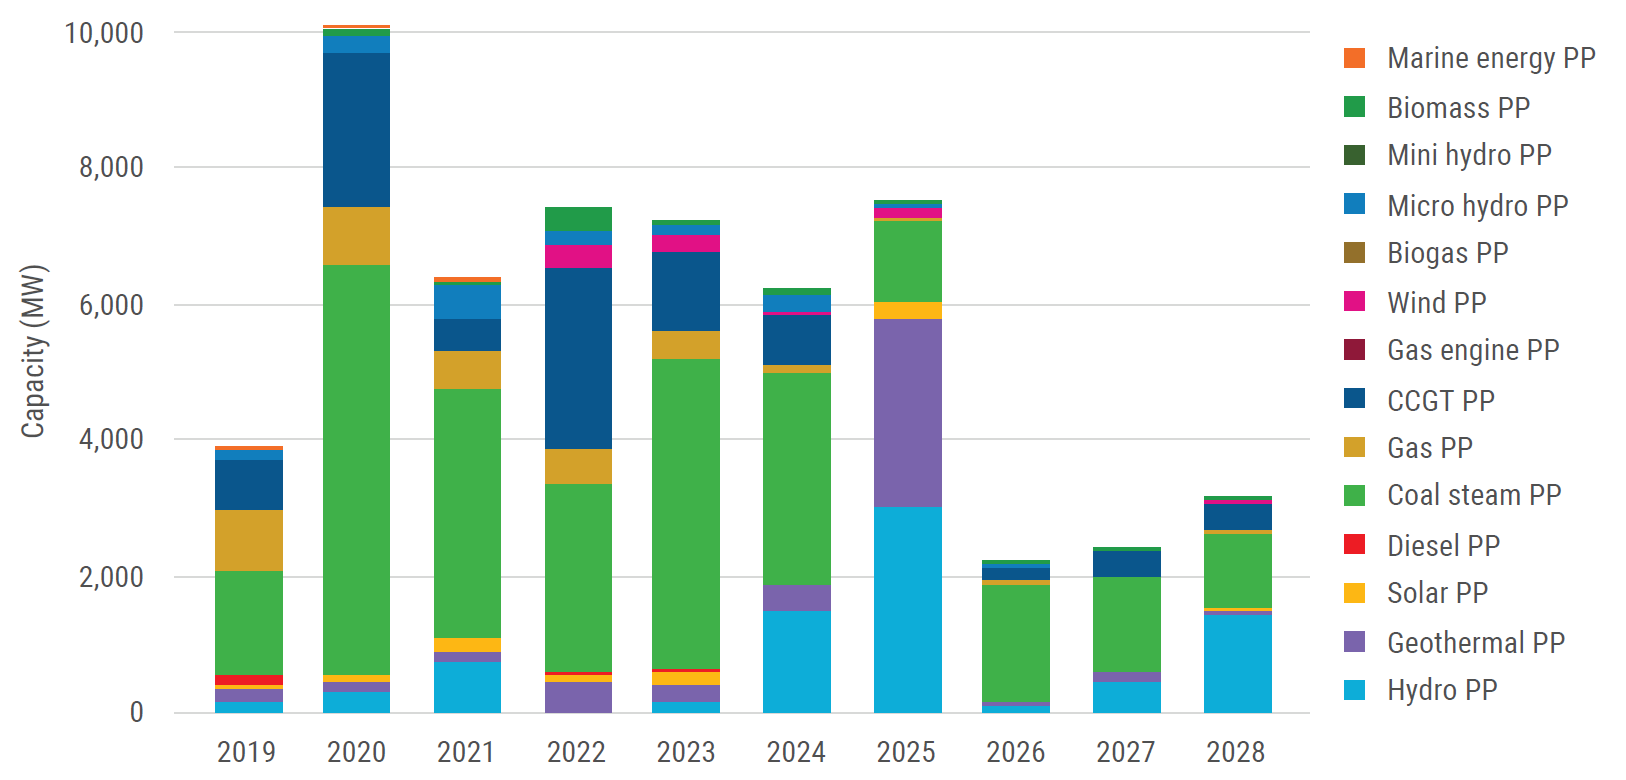 10,000
8,000
6,000
4,000
2,000
0
Capacity (MW)
2019 2020 2021 2022 2023 2024 2025 2026 2027 2028
Marine energy PP
Biomass PP
Mini hydro PP
Micro hydro PP
Biogas PP
Wind PP
Gas engine PP
CCGT PP
Gas PP
Coal steam PP
Diesel PP
Solar PP
Geothermal PP
Hydro PP